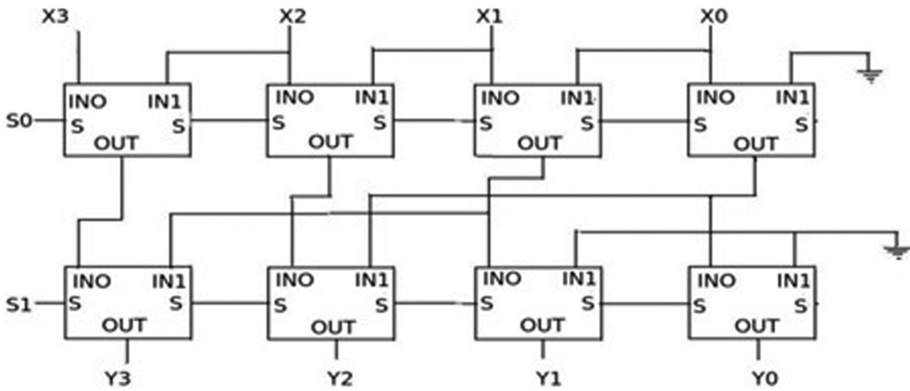 X3 X2 X1 X0
INO IN1 INO IN1 INO IN1 INO IN1
S0 S S S S S S S S
OUT OUT OUT OUT
INO IN1 INO IN1 INO IN1 INO IN1
S1 S S S S S S S S
OUT OUT OUT OUT
Y3 Y2 Y1 Y0